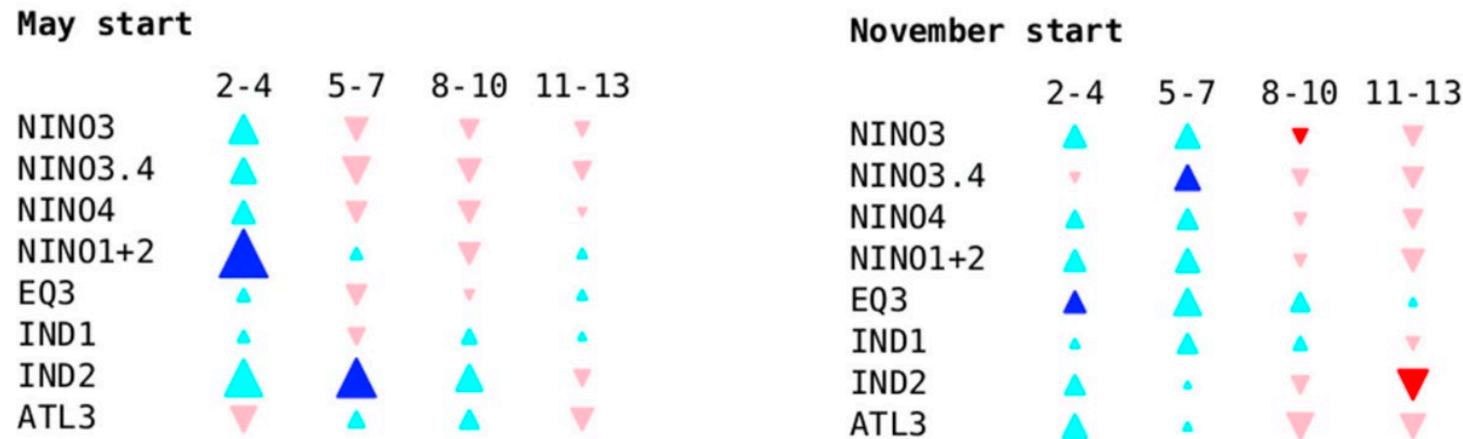 May start
2-4 5-7 8-10 11-13
NINO3
NINO3.4
NINO4
NINO1+2
EQ3
IND1
IND2
ATL3
November start
2-4 5-7 8-10 11-13
NINO3
NINO3.4
NINO4
NINO1+2
EQ3
IND1
IND2
ATL3